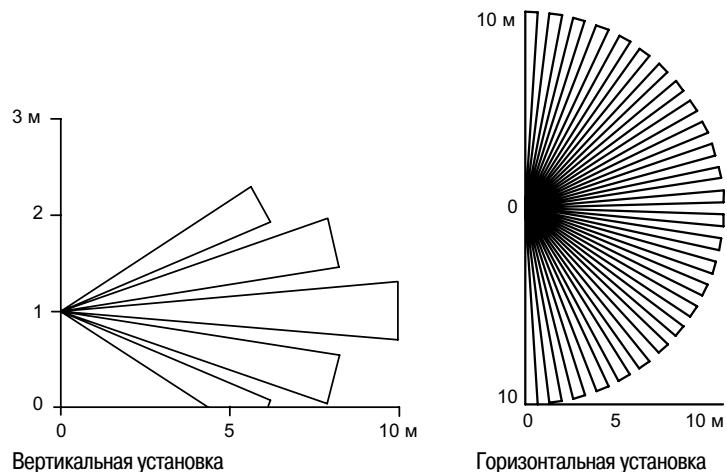 3 м
2
1
0
0 5 10 м
Вертикальная установка
10 м
0
10
0 5 10 м
Горизонтальная установка